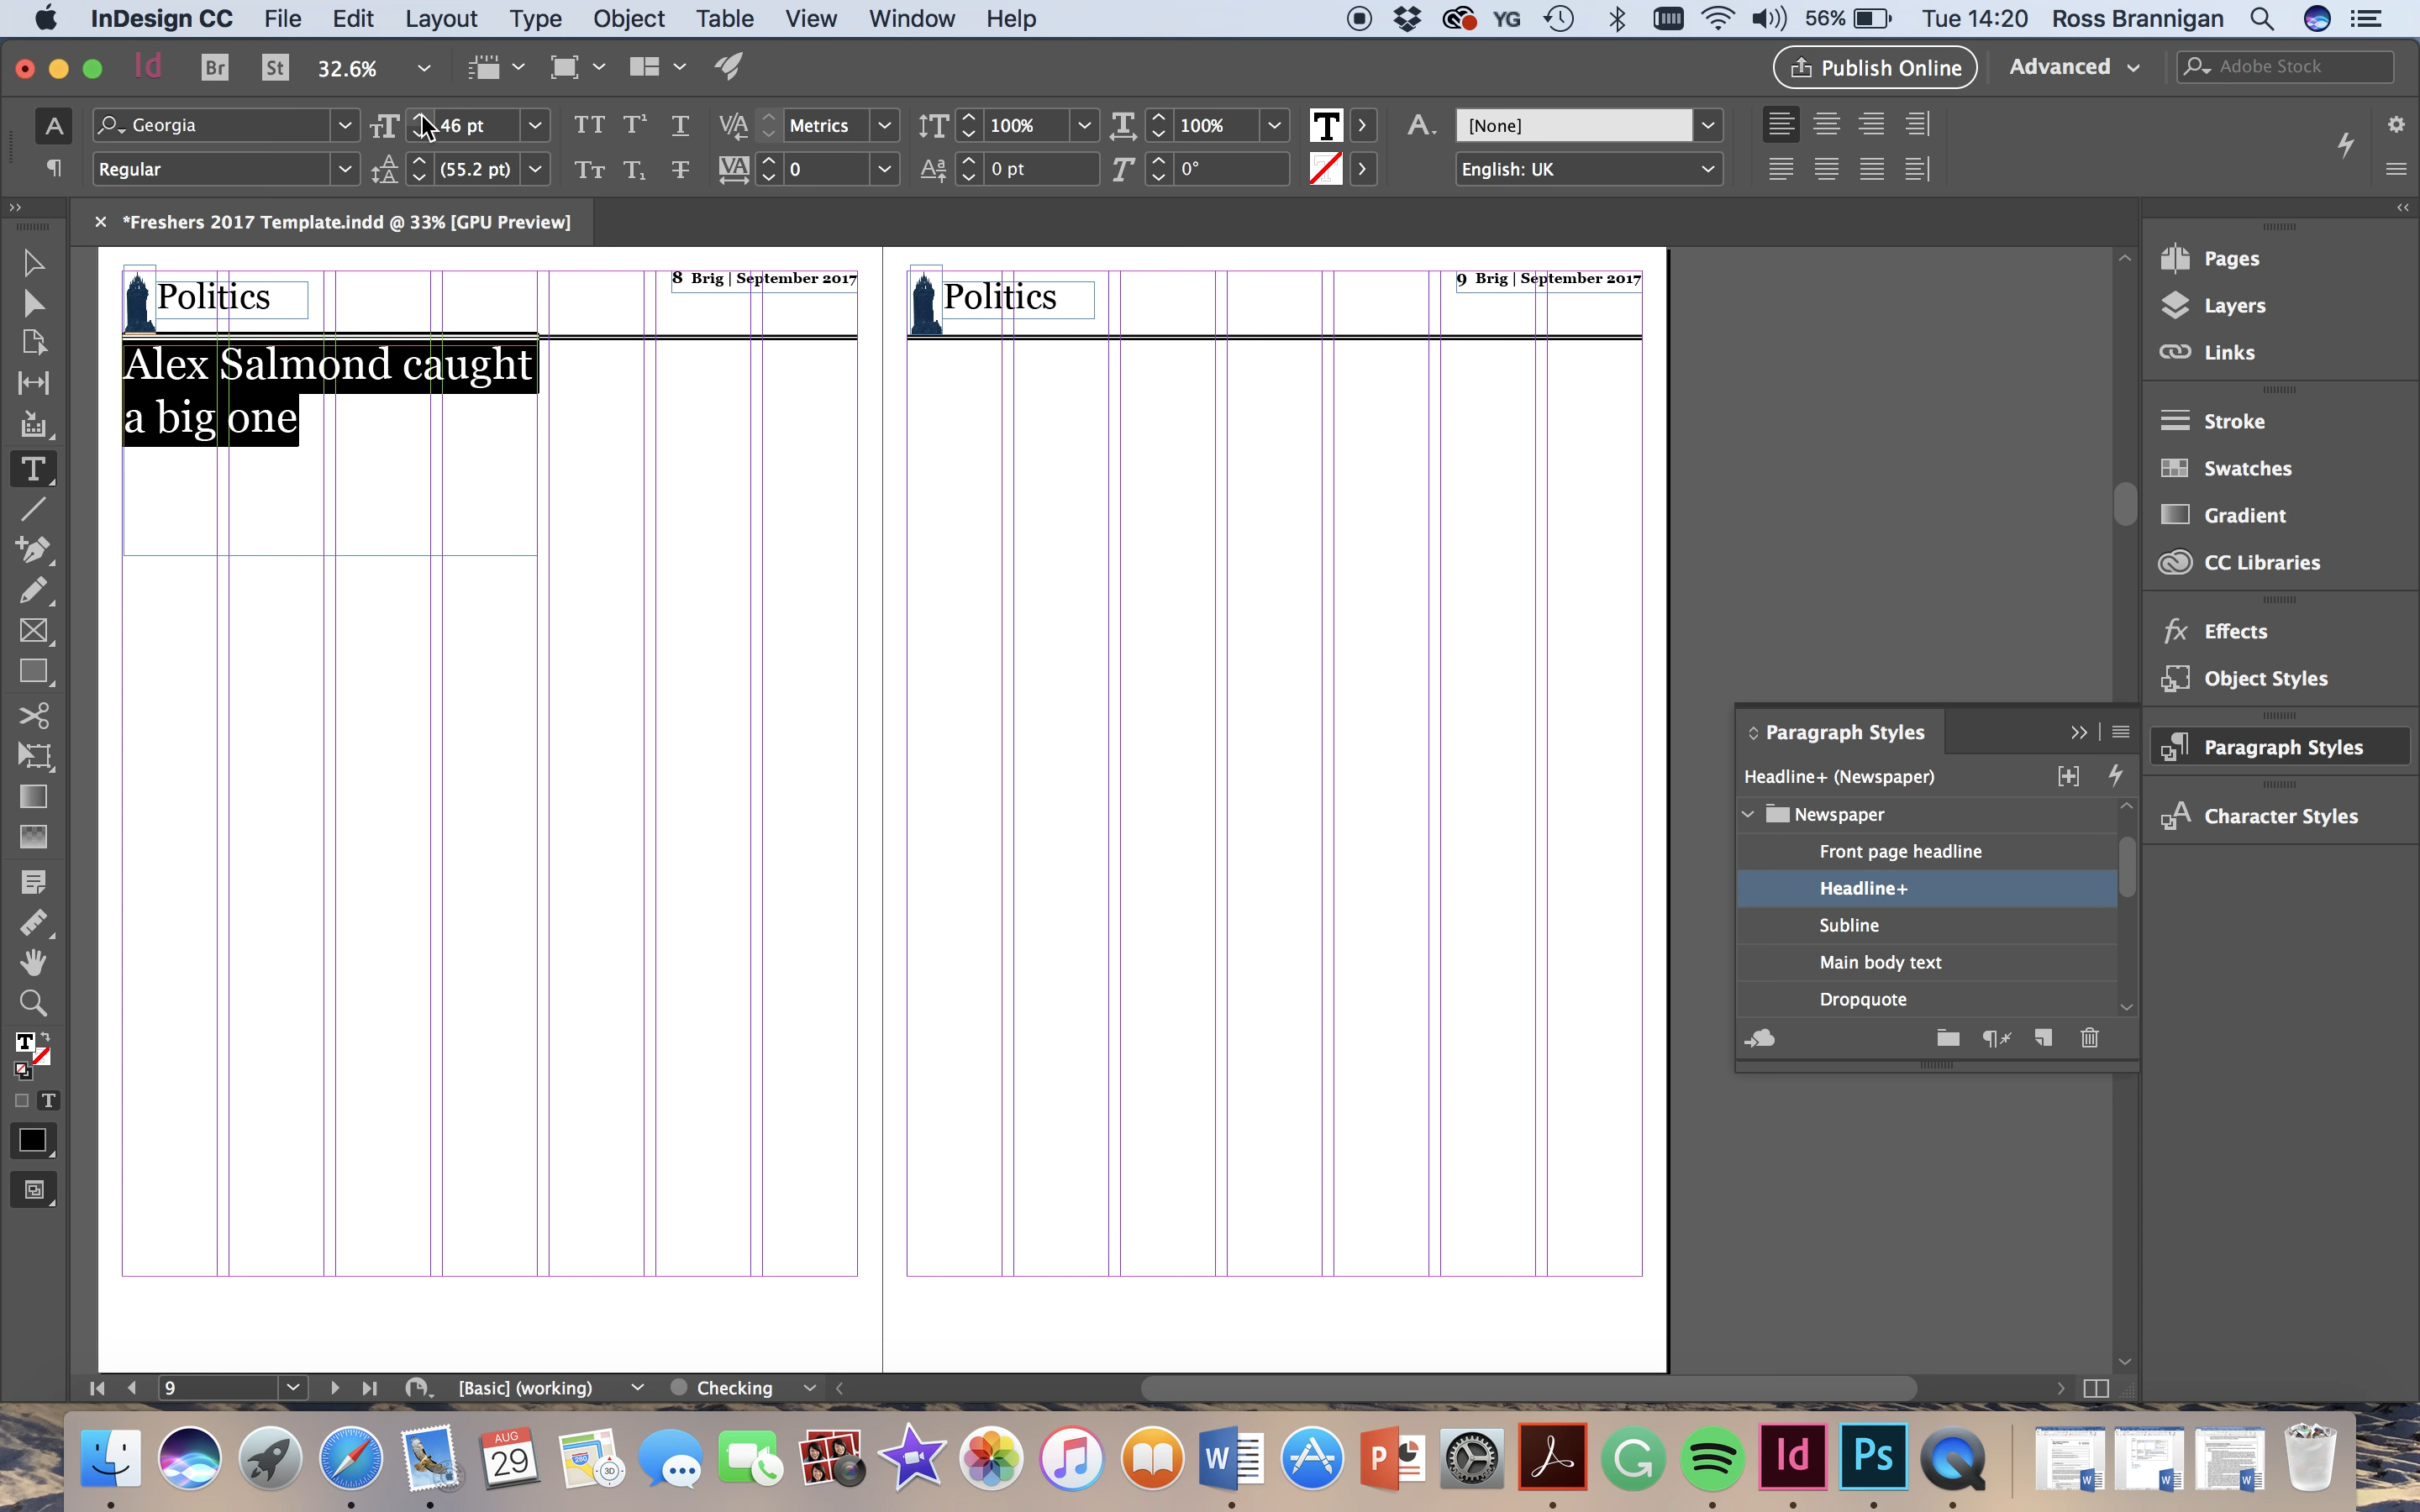 InDesign CC File Edit Layout Type Object Table View Window Help YG 56% Tue 14:20 Ross Brannigan
Id Br St 32.6% Publish Online Advanced Adobe Stock
A Georgia 46 pt Metrics 100% 100% T A. [None]
Regular (55.2 pt) 0 0 pt 0° English: UK
*Freshers 2017 Template.indd @ 33% [GPU Preview]
Politics 8 Brig | September 2017
Politics 9 Brig | September 2017
Alex Salmond caught
a big one
Pages
Layers
Links
Stroke
Swatches
Gradient
CC Libraries
fx Effects
Object Styles
Paragraph Styles
Character Styles
Paragraph Styles
Headline+ (Newspaper)
Newspaper
Front page headline
Headline+
Subline
Main body text
Dropquote
9 [Basic] (working) Checking
AUG
29
280
3D
W
P
G
Id
Ps
W
W
W